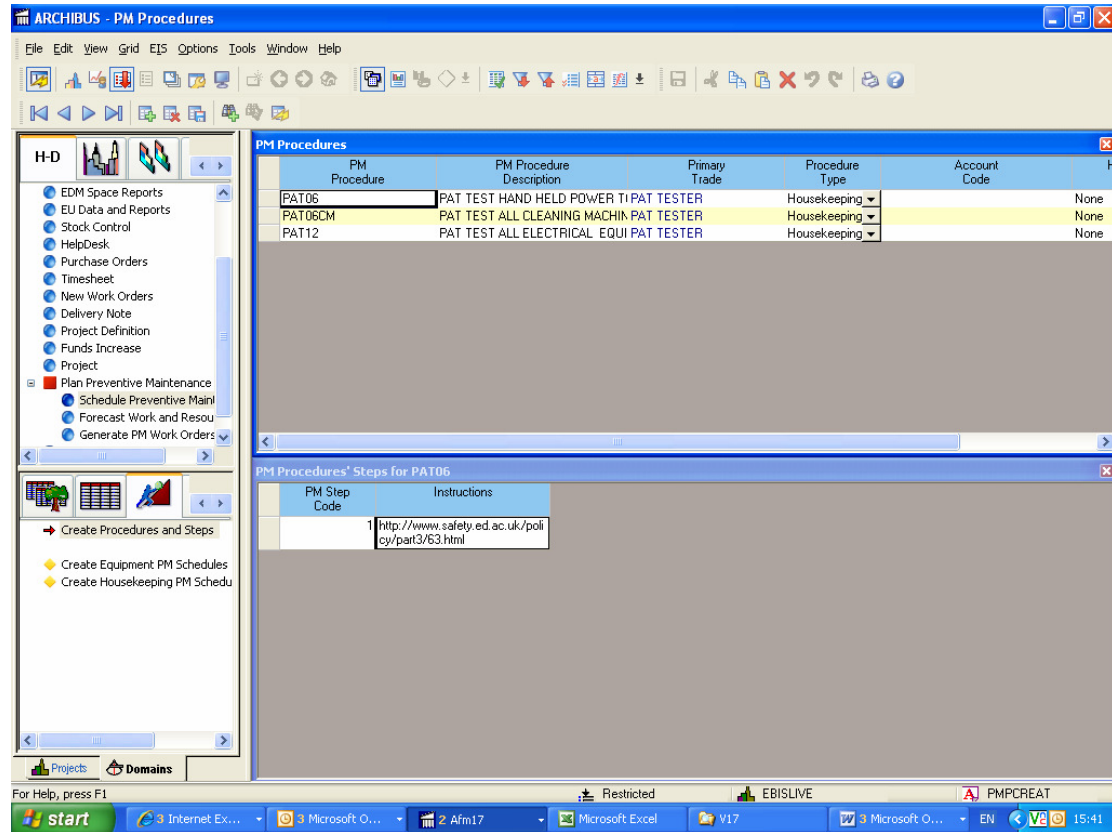 ARCHIBUS - PM Procedures
File Edit View Grid EIS Options Tools Window Help
H-D
EDM Space Reports
EU Data and Reports
Stock Control
HelpDesk
Purchase Orders
Timesheet
New Work Orders
Delivery Note
Project Definition
Funds Increase
Project
Plan Preventive Maintenance
Schedule Preventive Maint
Forecast Work and Resou
Generate PM Work Orders
Create Procedures and Steps
Create Equipment PM Schedules
Create Housekeeping PM Schedu
Projects Domains
PM Procedures
PM Procedure PM Procedure Description Primary Trade Procedure Type Account Code
PAT06 PAT TEST HAND HELD POWER T PAT TESTER Housekeeping None
PAT06CM PAT TEST ALL CLEANING MACHIN PAT TESTER Housekeeping None
PAT12 PAT TEST ALL ELECTRICAL EQUI PAT TESTER Housekeeping None
PM Procedures' Steps for PAT06
PM Step Code Instructions
1 http://www.safety.ed.ac.uk/poli
cy/part3/63.html
For Help, press F1 Restricted EBISLIVE PMPCREAT
start 3 Internet Ex... 3 Microsoft O... 2 Afm17 Microsoft Excel V17 3 Microsoft O... EN 15:41